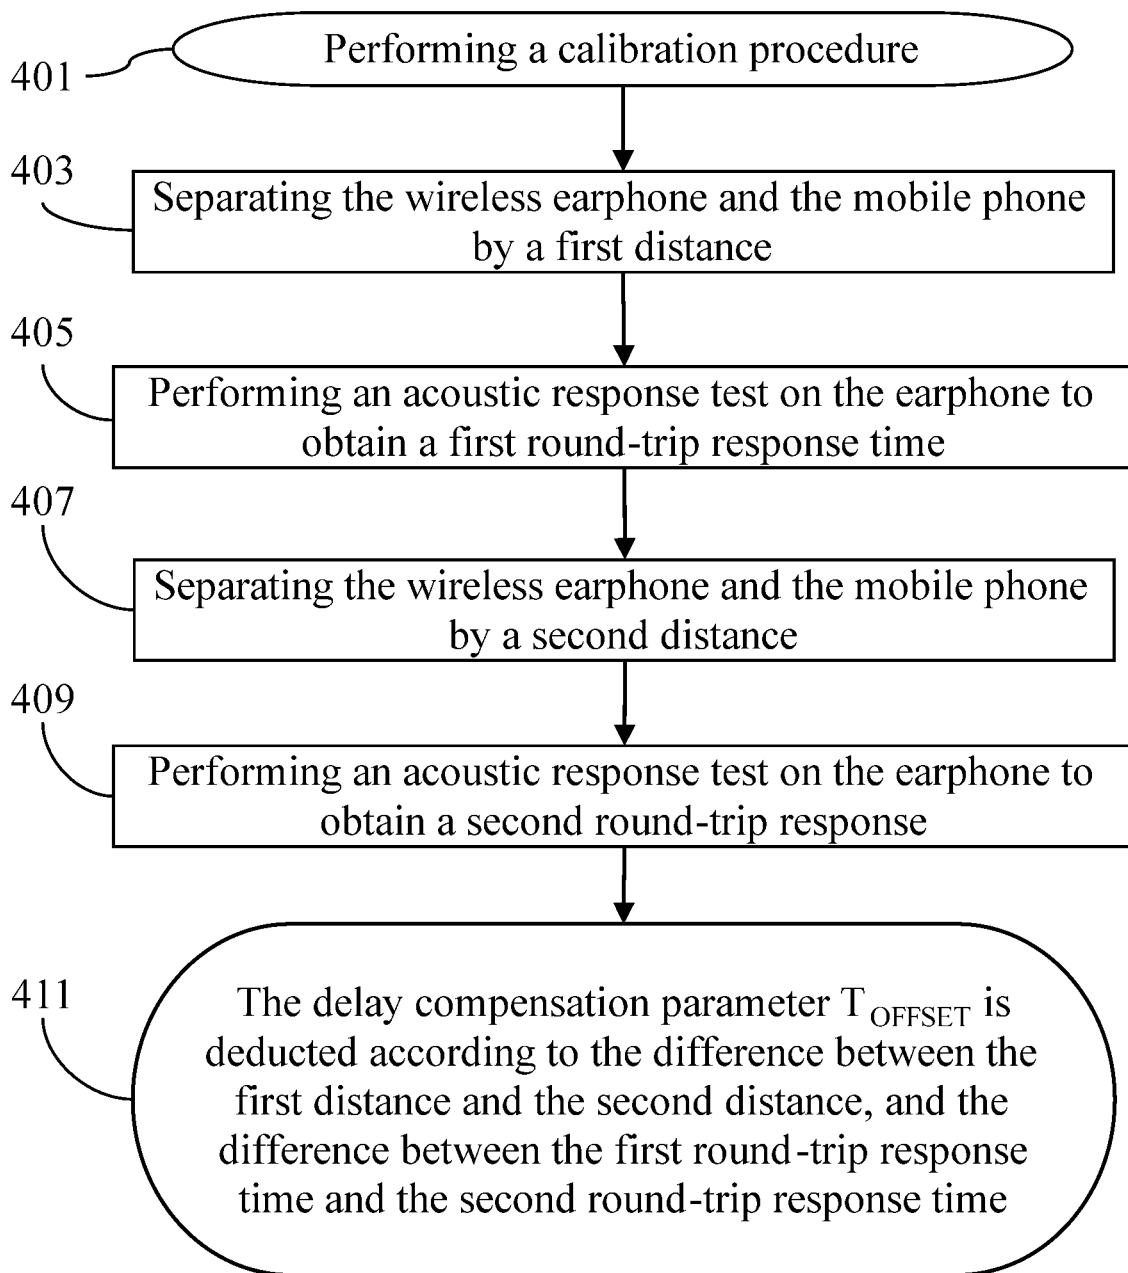 401
Performing a calibration procedure
403
Separating the wireless earphone and the mobile phone
by a first distance
405
Performing an acoustic response test on the earphone to
obtain a first round-trip response time
407
Separating the wireless earphone and the mobile phone
by a second distance
409
Performing an acoustic response test on the earphone to
obtain a second round-trip response
411
The delay compensation parameter T OFFSET is
deducted according to the difference between the
first distance and the second distance, and the
difference between the first round-trip response
time and the second round-trip response time